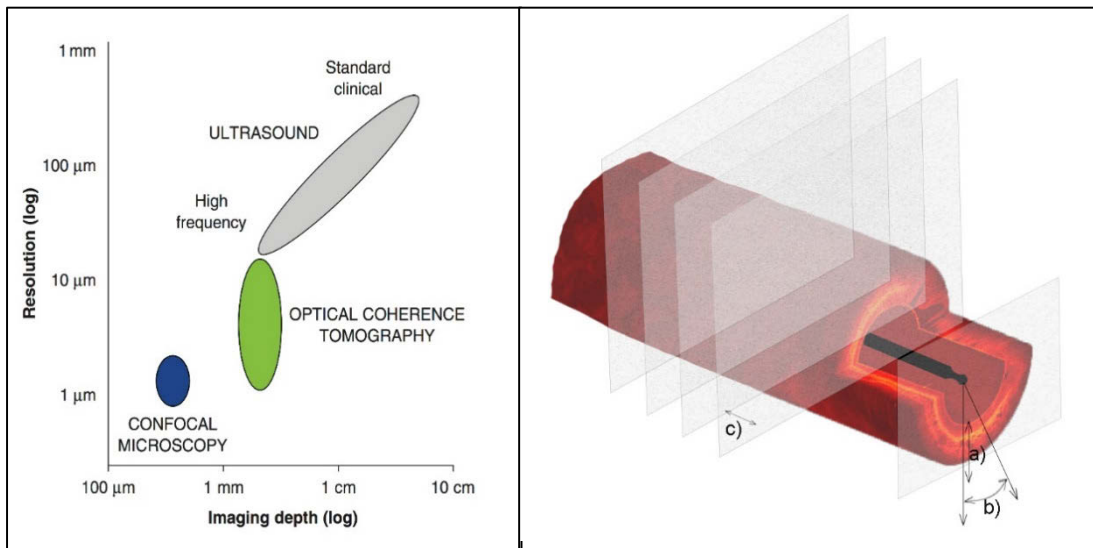 1 mm
Standard
clinical
ULTRASOUND
100 µm
High
frequency
Resolution (log)
10 µm
OPTICAL COHERENCE
TOMOGRAPHY
1 µm
CONFOCAL
MICROSCOPY
100 µm 1 mm 1 cm 10 cm
Imaging depth (log)
c)
a)
b)